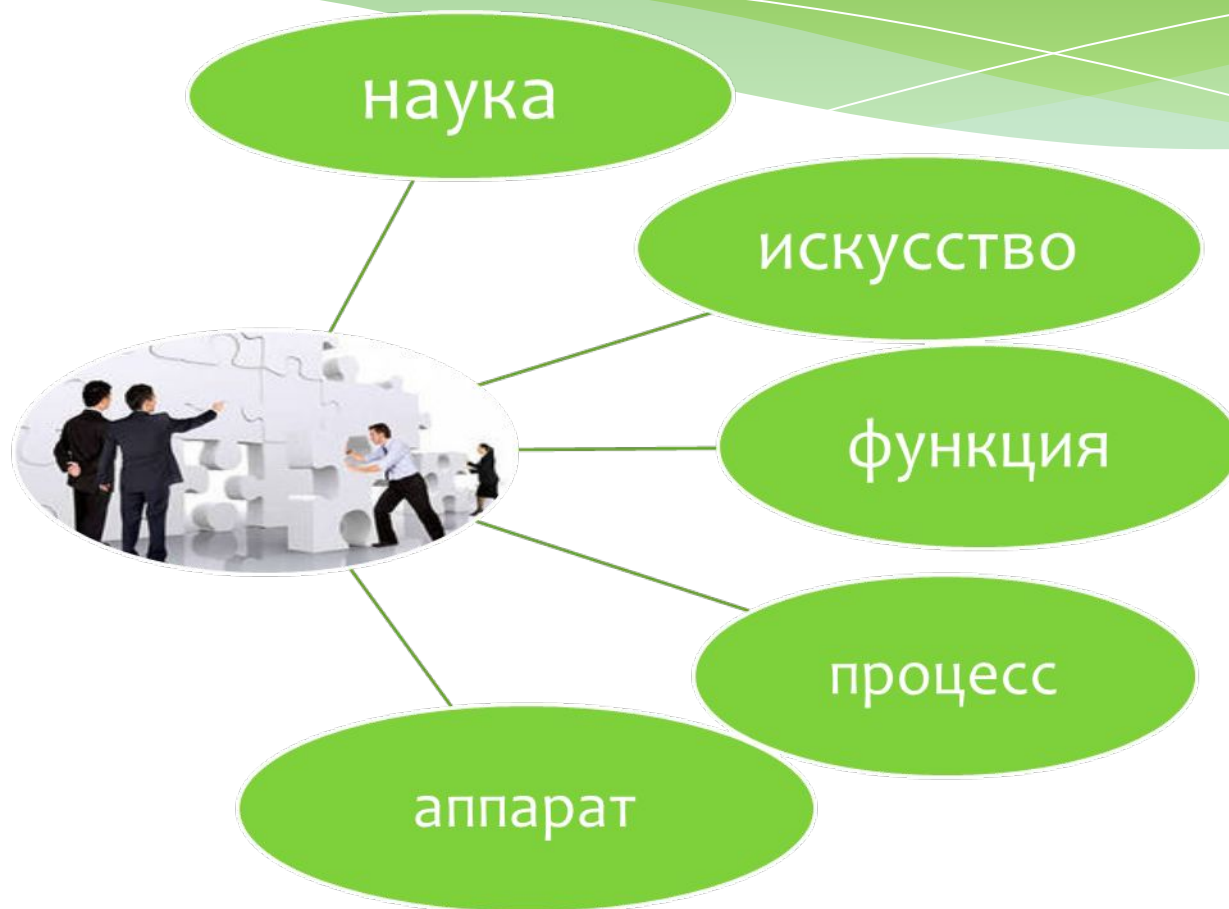 наука
искусство
функция
процесс
аппарат